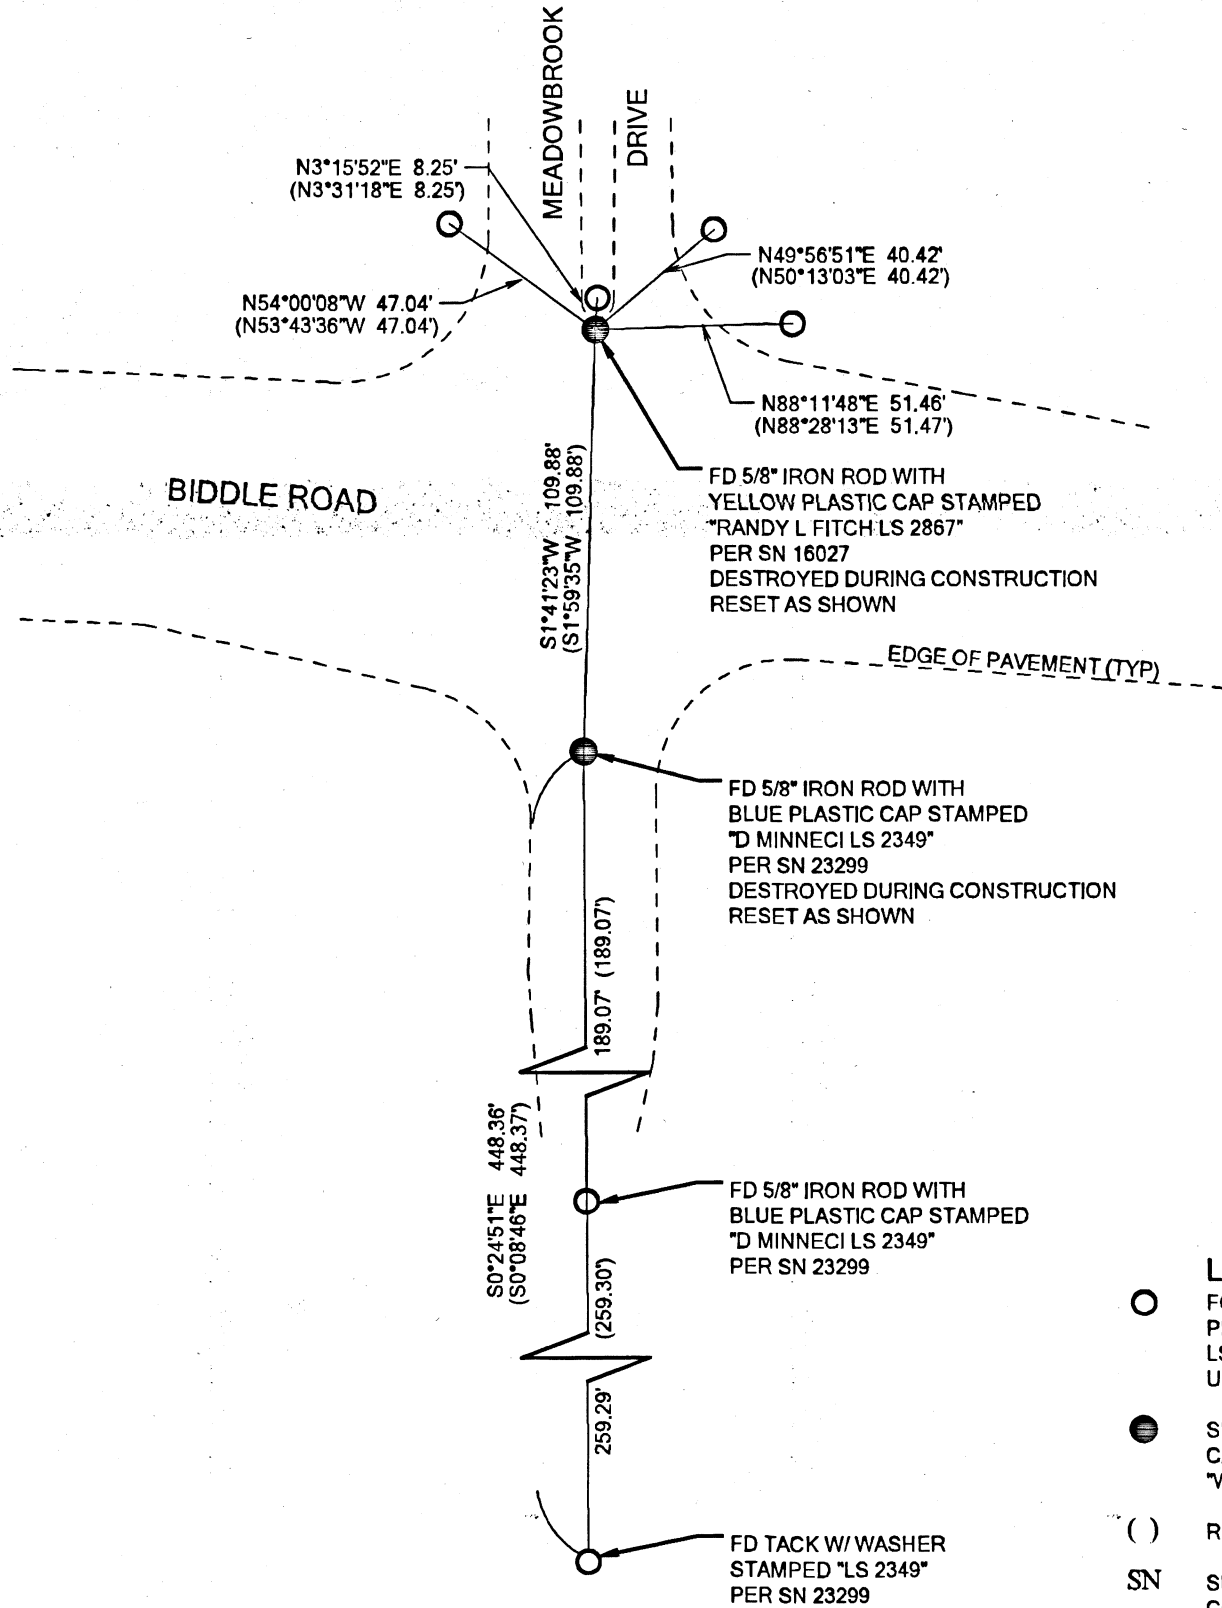 MEADOWBROOK
DRIVE
N3°15'52"E 8.25'
(N3°31'18"E 8.25')
N49°56'51"E 40.42'
(N50°13'03"E 40.42')
N54°00'08"W 47.04'
(N53°43'36"W 47.04')
N88°11'48"E 51.46'
(N88°28'13"E 51.47')
BIDDLE ROAD
S1°41'23"W 109.88'
(S1°59'35"W 109.88')
FD 5/8" IRON ROD WITH
YELLOW PLASTIC CAP STAMPED
"RANDY L FITCH LS 2867"
PER SN 16027
DESTROYED DURING CONSTRUCTION
RESET AS SHOWN
EDGE OF PAVEMENT (TYP)
FD 5/8" IRON ROD WITH
BLUE PLASTIC CAP STAMPED
"D MINNECI LS 2349"
PER SN 23299
DESTROYED DURING CONSTRUCTION
RESET AS SHOWN
189.07' (189.07')
S0°24'51"E 448.36'
(S0°08'46"E 448.37')
FD 5/8" IRON ROD WITH
BLUE PLASTIC CAP STAMPED
"D MINNECI LS 2349"
PER SN 23299
(259.30')
259.29'
FD TACK W/ WASHER
STAMPED "LS 2349"
PER SN 23299
L
P
LS
U
S
C
"V
( ) R
SN